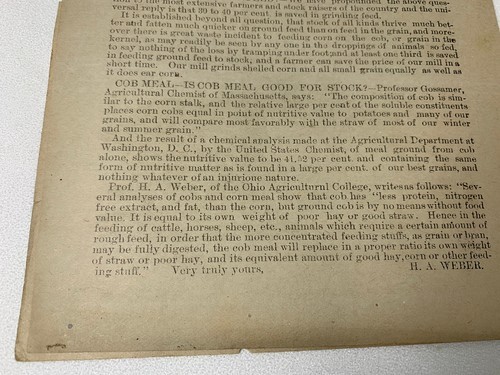 to the most extensive farmers and stock raisers of the country and the
versal reply is that 30 to 40 per cent. is saved in grinding feed.
It is established beyond all question, that stock of all kinds thrive much bet-
ter and fatten much quicker on ground feed than on feed in the grain, and more-
over there is great waste incident to feeding corn on the cob, or grain in the
kernel, as may readily be seen by any one in the droppings of animals so fed,
to say nothing of the loss by tramping under foot and at least one third is saved
in feeding ground feed to stock, and a farmer can save the price of our mill in a
short time. Our mill grinds shelled corn and all small grain equally as well as
it does ear corn.
COB MEAL—IS COB MEAL GOOD FOR STOCK?—Professor Gossamer,
Agricultural Chemist of Massachusetts, says: "The composition of cob is sim-
ilar to the corn stalk, and the relative large per cent of the soluble constituents
places corn cobs equal in point of nutritive value to potatoes and many of our
grains, and will compare most favorably with the straw of most of our winter
and summer grain."
And the result of a chemical analysis made at the Agricultural Department at
Washington, D. C., by the United States Chemist, of meal ground from cob
alone, shows the nutritive value to be 41.52 per cent. and containing the same
form of nutritive matter as is found in a large per cent. of our best grains, and
nothing whatever of an injurione nature.
Prof. H. A. Weber, of the Ohio Agricultural College, writes as follows: "Sev-
eral analyses of cobs and corn meal show that cob hes "less protein, nitrogen
free extract, and fat, than the corn, but ground cob is by no means without food
value. It is equal to its own weight of poor hay or good straw. Hence in the
feeding of cattle, horses, sheep, etc., animals which require a certain amount of
rough feed, in order that the more concentrated feeding stuffs, as grain or bran,
may be fully digested, the cob meal will replace in a proper ratio its own weight
of straw or poor hay, and its equivalent amount of good hay, corn or other feed-
ing stuff." Very truly yours, H. A. WEBER.